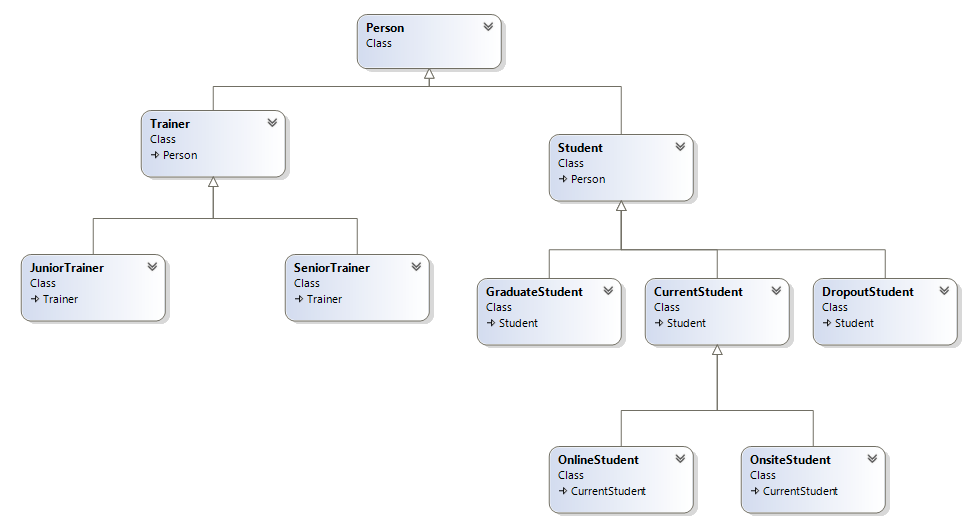 Person
Class
Trainer
Class
Person
Student
Class
Person
JuniorTrainer
Class
Trainer
SeniorTrainer
Class
Trainer
GraduateStudent
Class
Student
CurrentStudent
Class
Student
DropoutStudent
Class
Student
OnlineStudent
Class
CurrentStudent
OnsiteStudent
Class
CurrentStudent